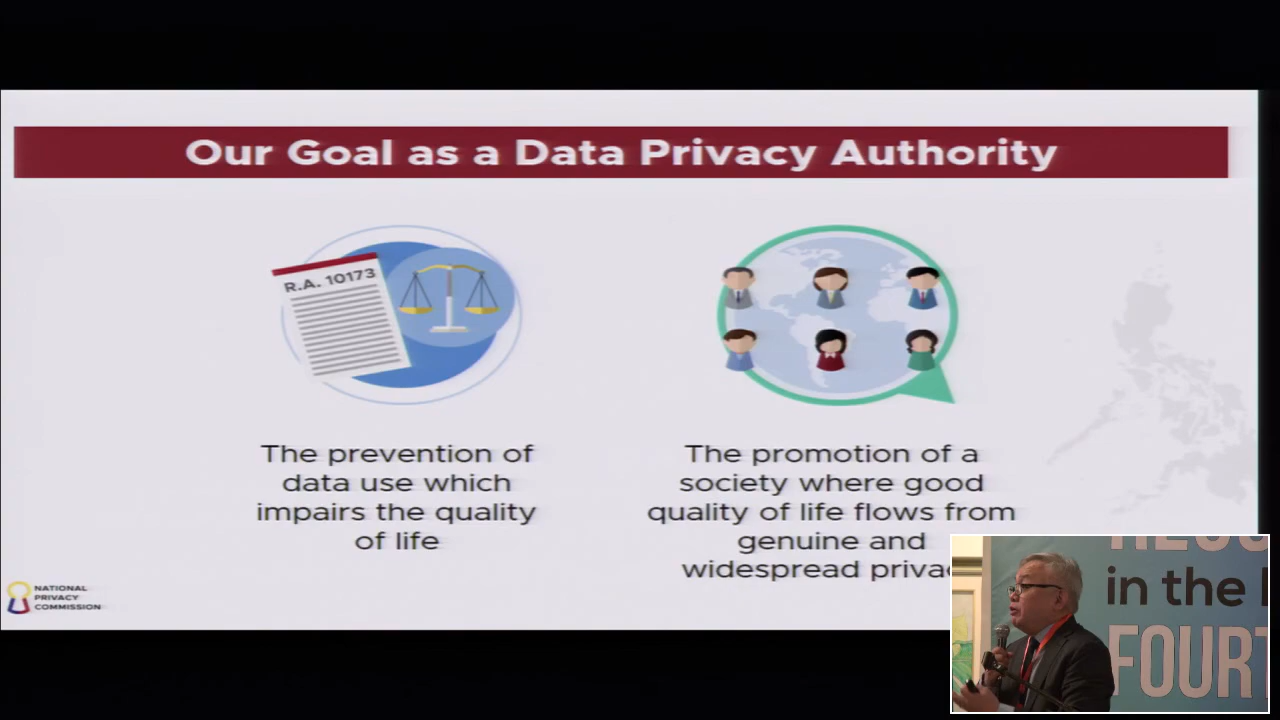 Our Goal as a Data Privacy Authority
R.A. 10173
The prevention of
data use which
impairs the quality
of life
The promotion of a
society where good
quality of life flows from
genuine and
widespread
NATIONAL
PRIVACY
COMMISSION
in the